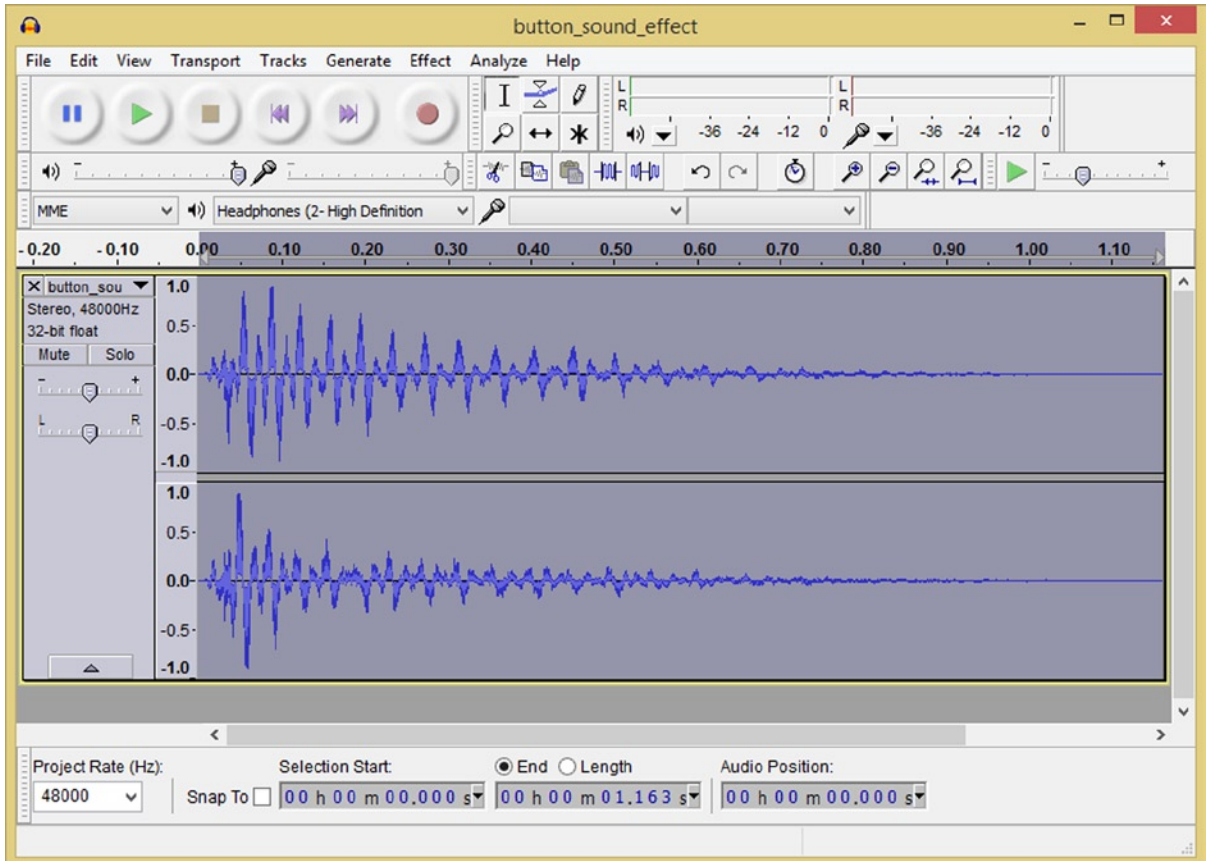 button_sound_effect
File Edit View Transport Tracks Generate Effect Analyze Help
L
R
-36 -24 -12 0
L
R
-36 -24 -12 0
MME
Headphones (2- High Definition
- 0.20 - 0.10 0.00 0.10 0.20 0.30 0.40 0.50 0.60 0.70 0.80 0.90 1.00 1.10
X button_sou
Stereo, 48000Hz
32-bit float
Mute Solo
- +
L R
1.0
0.5-
0.0-
-0.5-
-1.0
1.0
0.5-
0.0-
-0.5-
-1.0
Project Rate (Hz): Selection Start: End Length Audio Position:
48000 Snap To 00 h 00 m 00.000 s 00 h 00 m 01.163 s 00 h 00 m 00.000 s